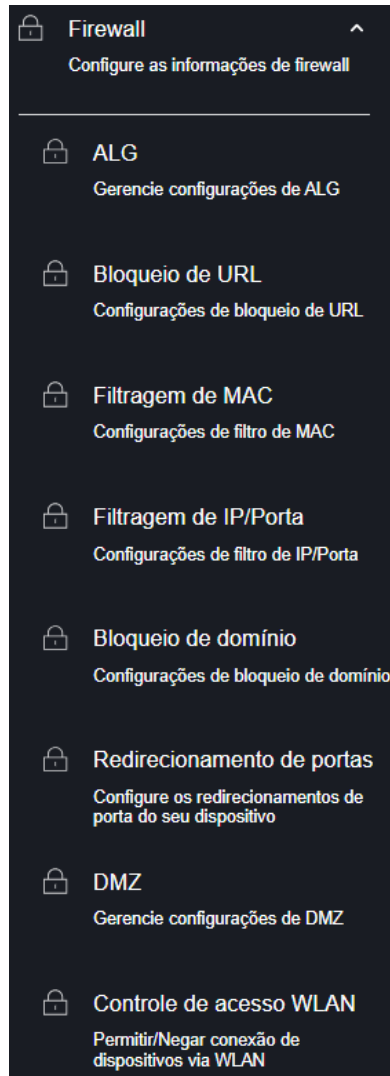 Firewall
Configure as informações de firewall
ALG
Gerencie configurações de ALG
Bloqueio de URL
Configurações de bloqueio de URL
Filtragem de MAC
Configurações de filtro de MAC
Filtragem de IP/Porta
Configurações de filtro de IP/Porta
Bloqueio de domínio
Configurações de bloqueio de domínio
Redirecionamento de portas
Configure os redirecionamentos de
porta do seu dispositivo
DMZ
Gerencie configurações de DMZ
Controle de acesso WLAN
Permitir/Negar conexão de
dispositivos via WLAN